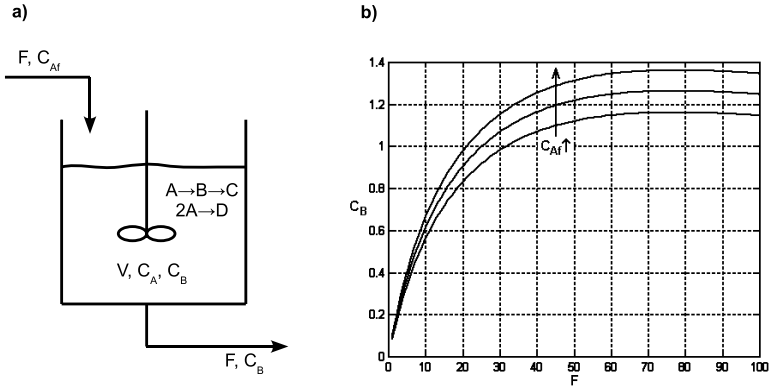 a)
F, C_Af
A→B→C
2A→D
V, C_A, C_B
F, C_B
b)
1.4
1.2
1
0.8
0.6
0.4
0.2
0
C_B
C_Af↑
0 10 20 30 40 50 60 70 80 90 100
F